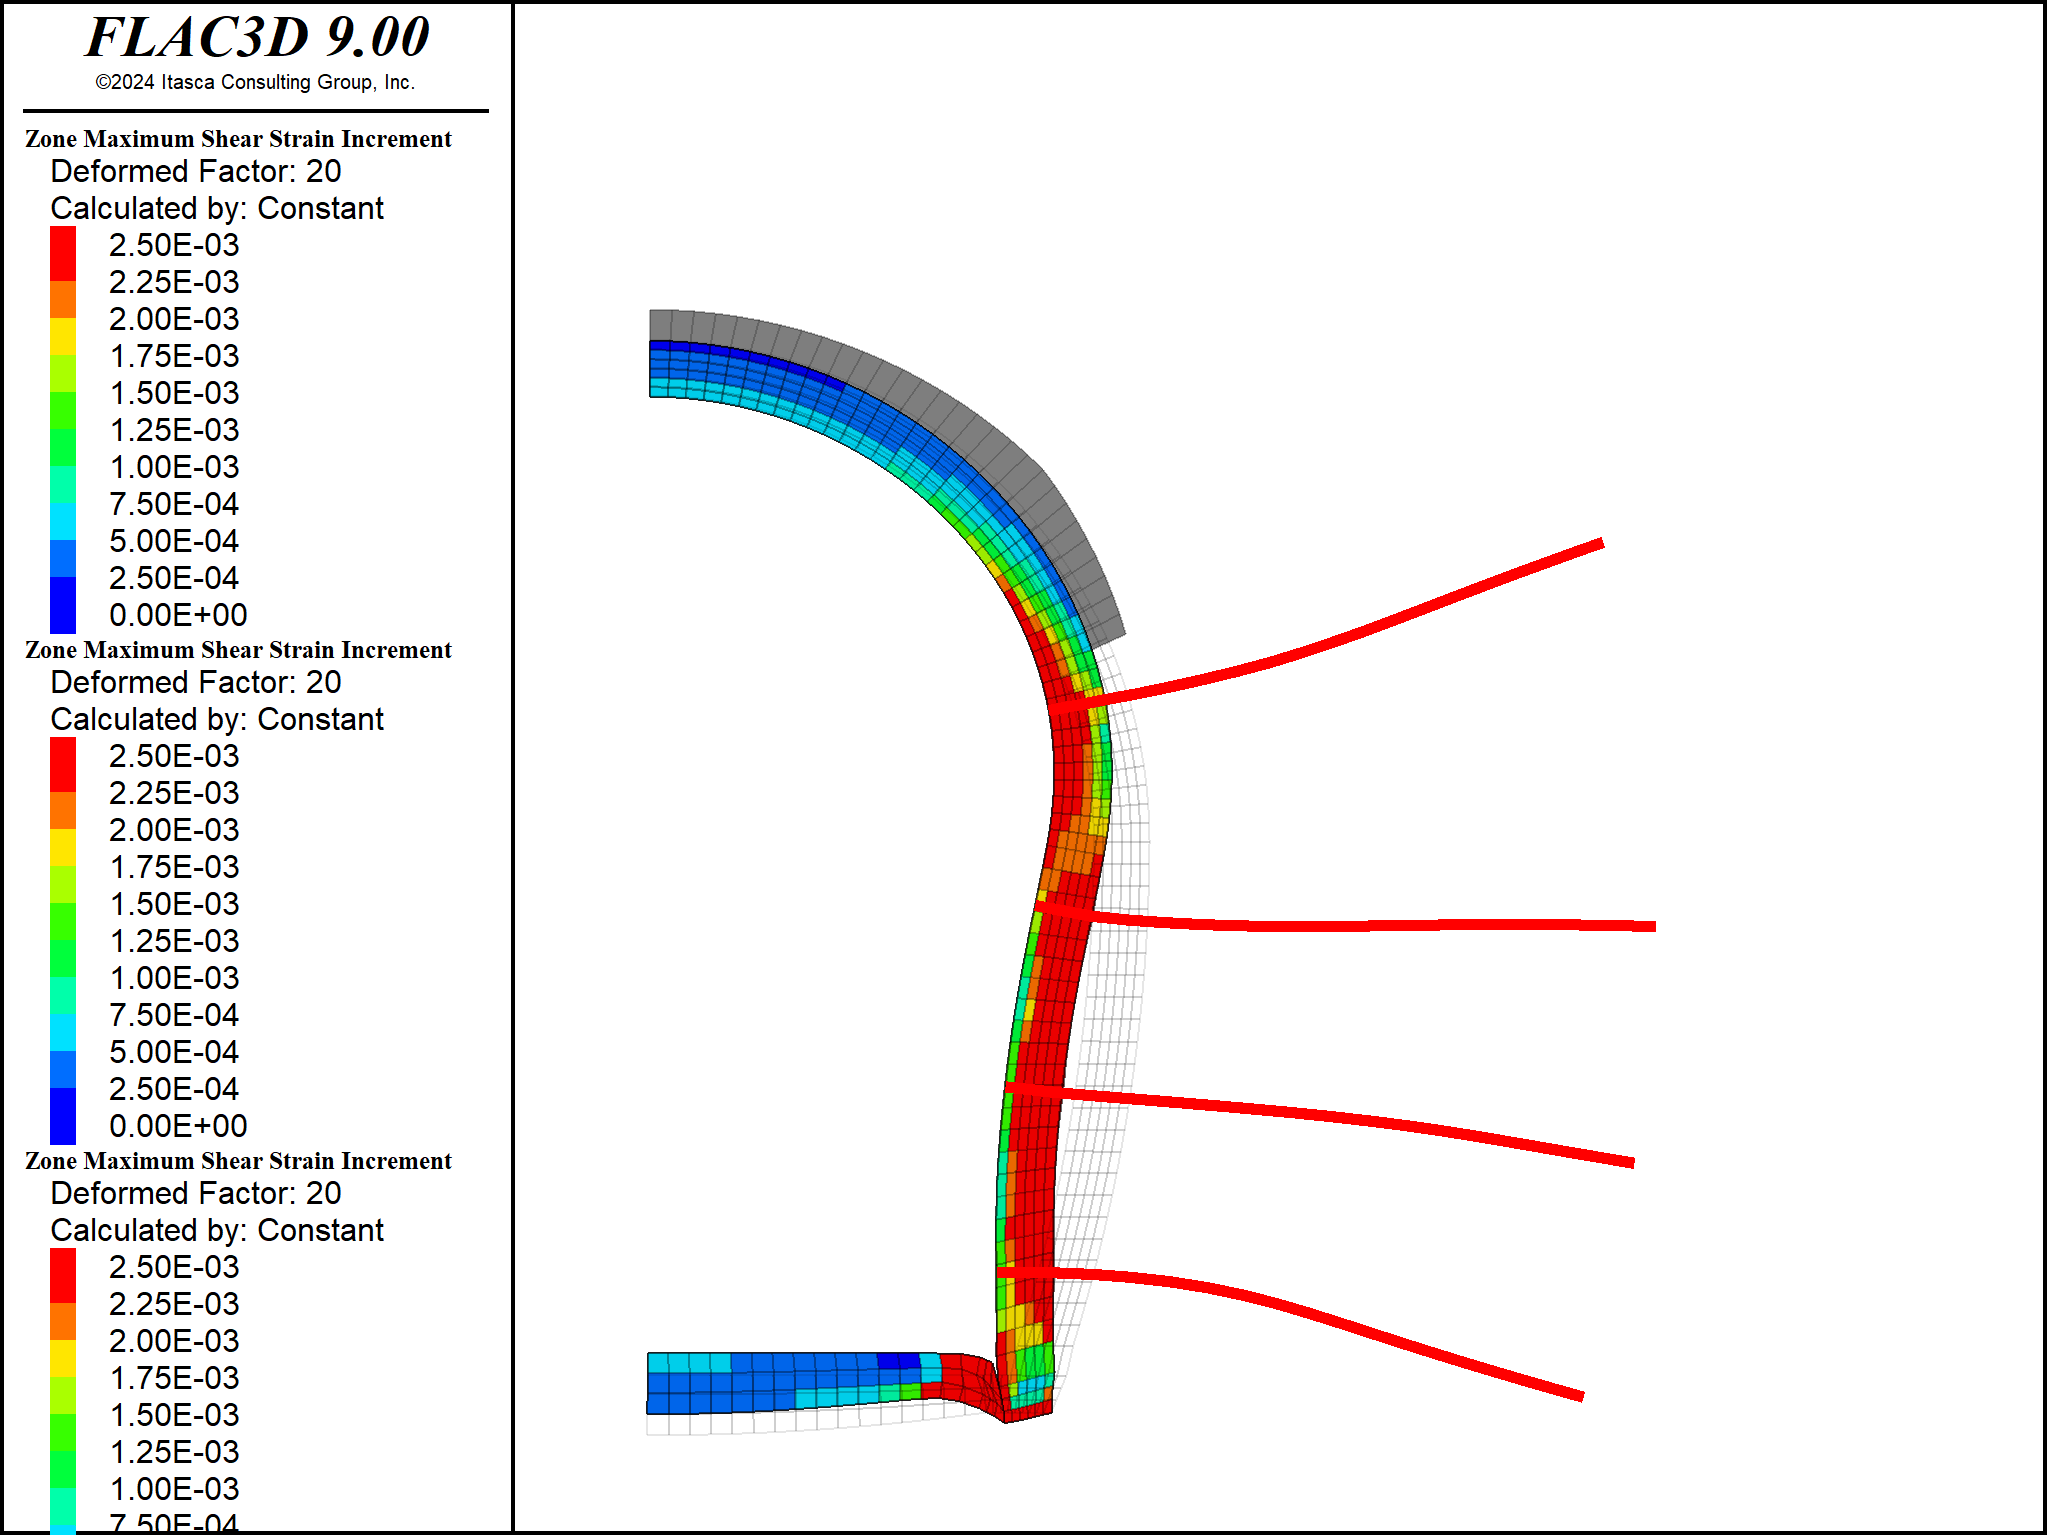 FLAC3D 9.00
©2024 Itasca Consulting Group, Inc.
Zone Maximum Shear Strain Increment
Deformed Factor: 20
Calculated by: Constant
2.50E-03
2.25E-03
2.00E-03
1.75E-03
1.50E-03
1.25E-03
1.00E-03
7.50E-04
5.00E-04
2.50E-04
0.00E+00
Zone Maximum Shear Strain Increment
Deformed Factor: 20
Calculated by: Constant
2.50E-03
2.25E-03
2.00E-03
1.75E-03
1.50E-03
1.25E-03
1.00E-03
7.50E-04
5.00E-04
2.50E-04
0.00E+00
Zone Maximum Shear Strain Increment
Deformed Factor: 20
Calculated by: Constant
2.50E-03
2.25E-03
2.00E-03
1.75E-03
1.50E-03
1.25E-03
1.00E-03
7.50E-04